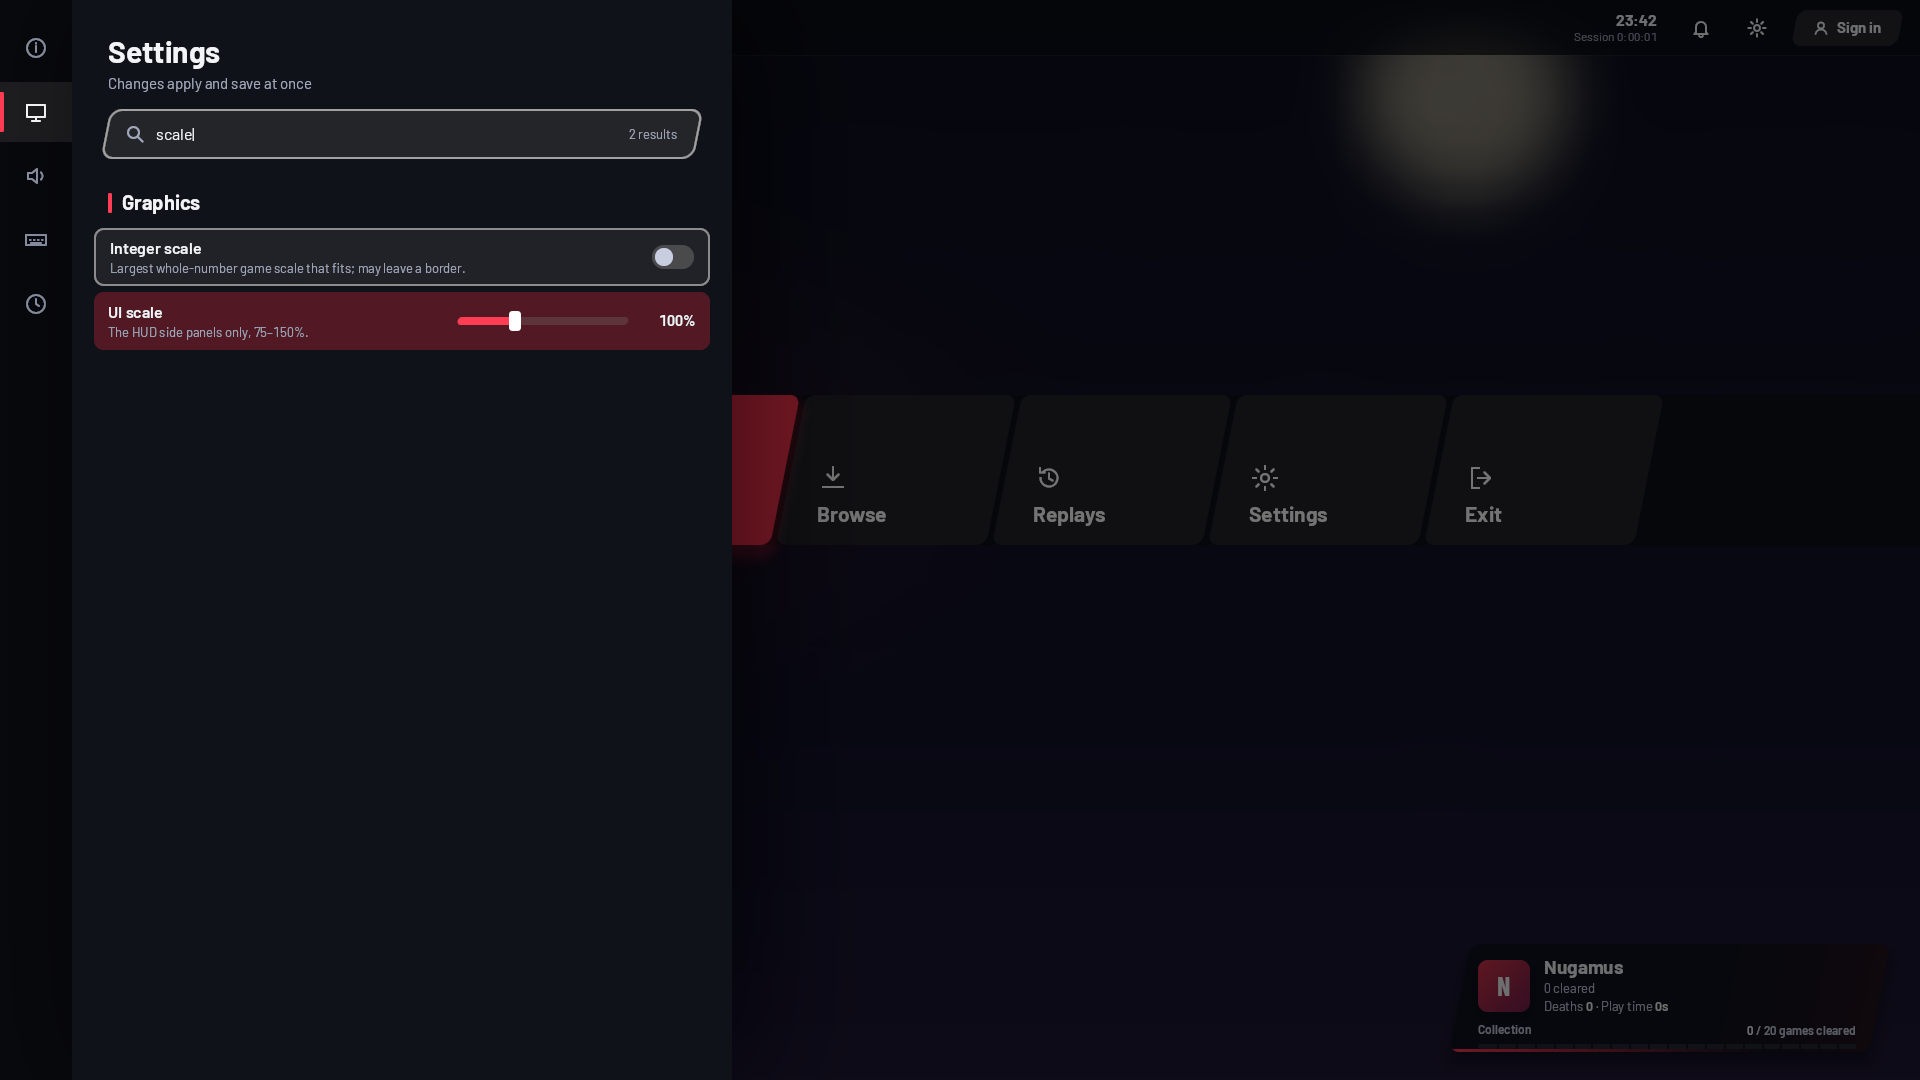 Settings
Changes apply and save at once
scale
2 results
Graphics
Integer scale
Largest whole-number game scale that fits; may leave a border.
UI scale
The HUD side panels only, 75–150%.
100%
23:42
Session 0:00:01
Sign in
Browse
Replays
Settings
Exit
N
Nugamus
0 cleared
Deaths 0 · Play time 0s
Collection
0 / 20 games cleared